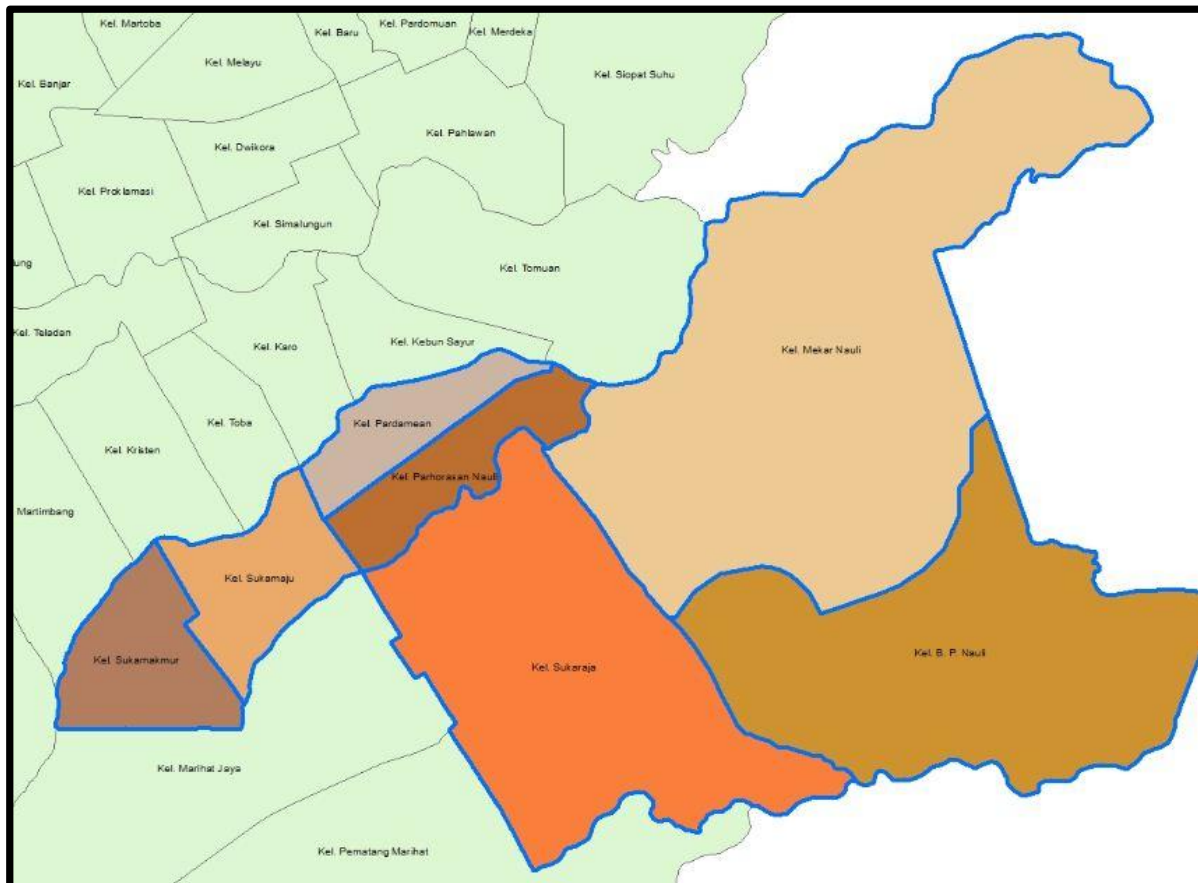 Kel. Martoba
Kel. Baru
Kel. Pardomuan
Kel. Merdeka
Kel. Melayu
Kel. Banjar
Kel. Siopat Suhu
Kel. Pahlawan
Kel. Dwikora
Kel. Proklamasi
Kel. Simalungun
ung
Kel. Tomuan
Kel. Teladan
Kel. Karo
Kel. Kebun Sayur
Kel. Mekar Nauli
Kel. Toba
Kel. Pardamean
Kel. Kristen
Kel. Parhorasan Nauli
Martimbang
Kel. Sukamaju
Kel. Sukamakmur
Kel. Sukaraja
Kel. B. P. Nauli
Kel. Marihat Jaya
Kel. Pematang Marihat